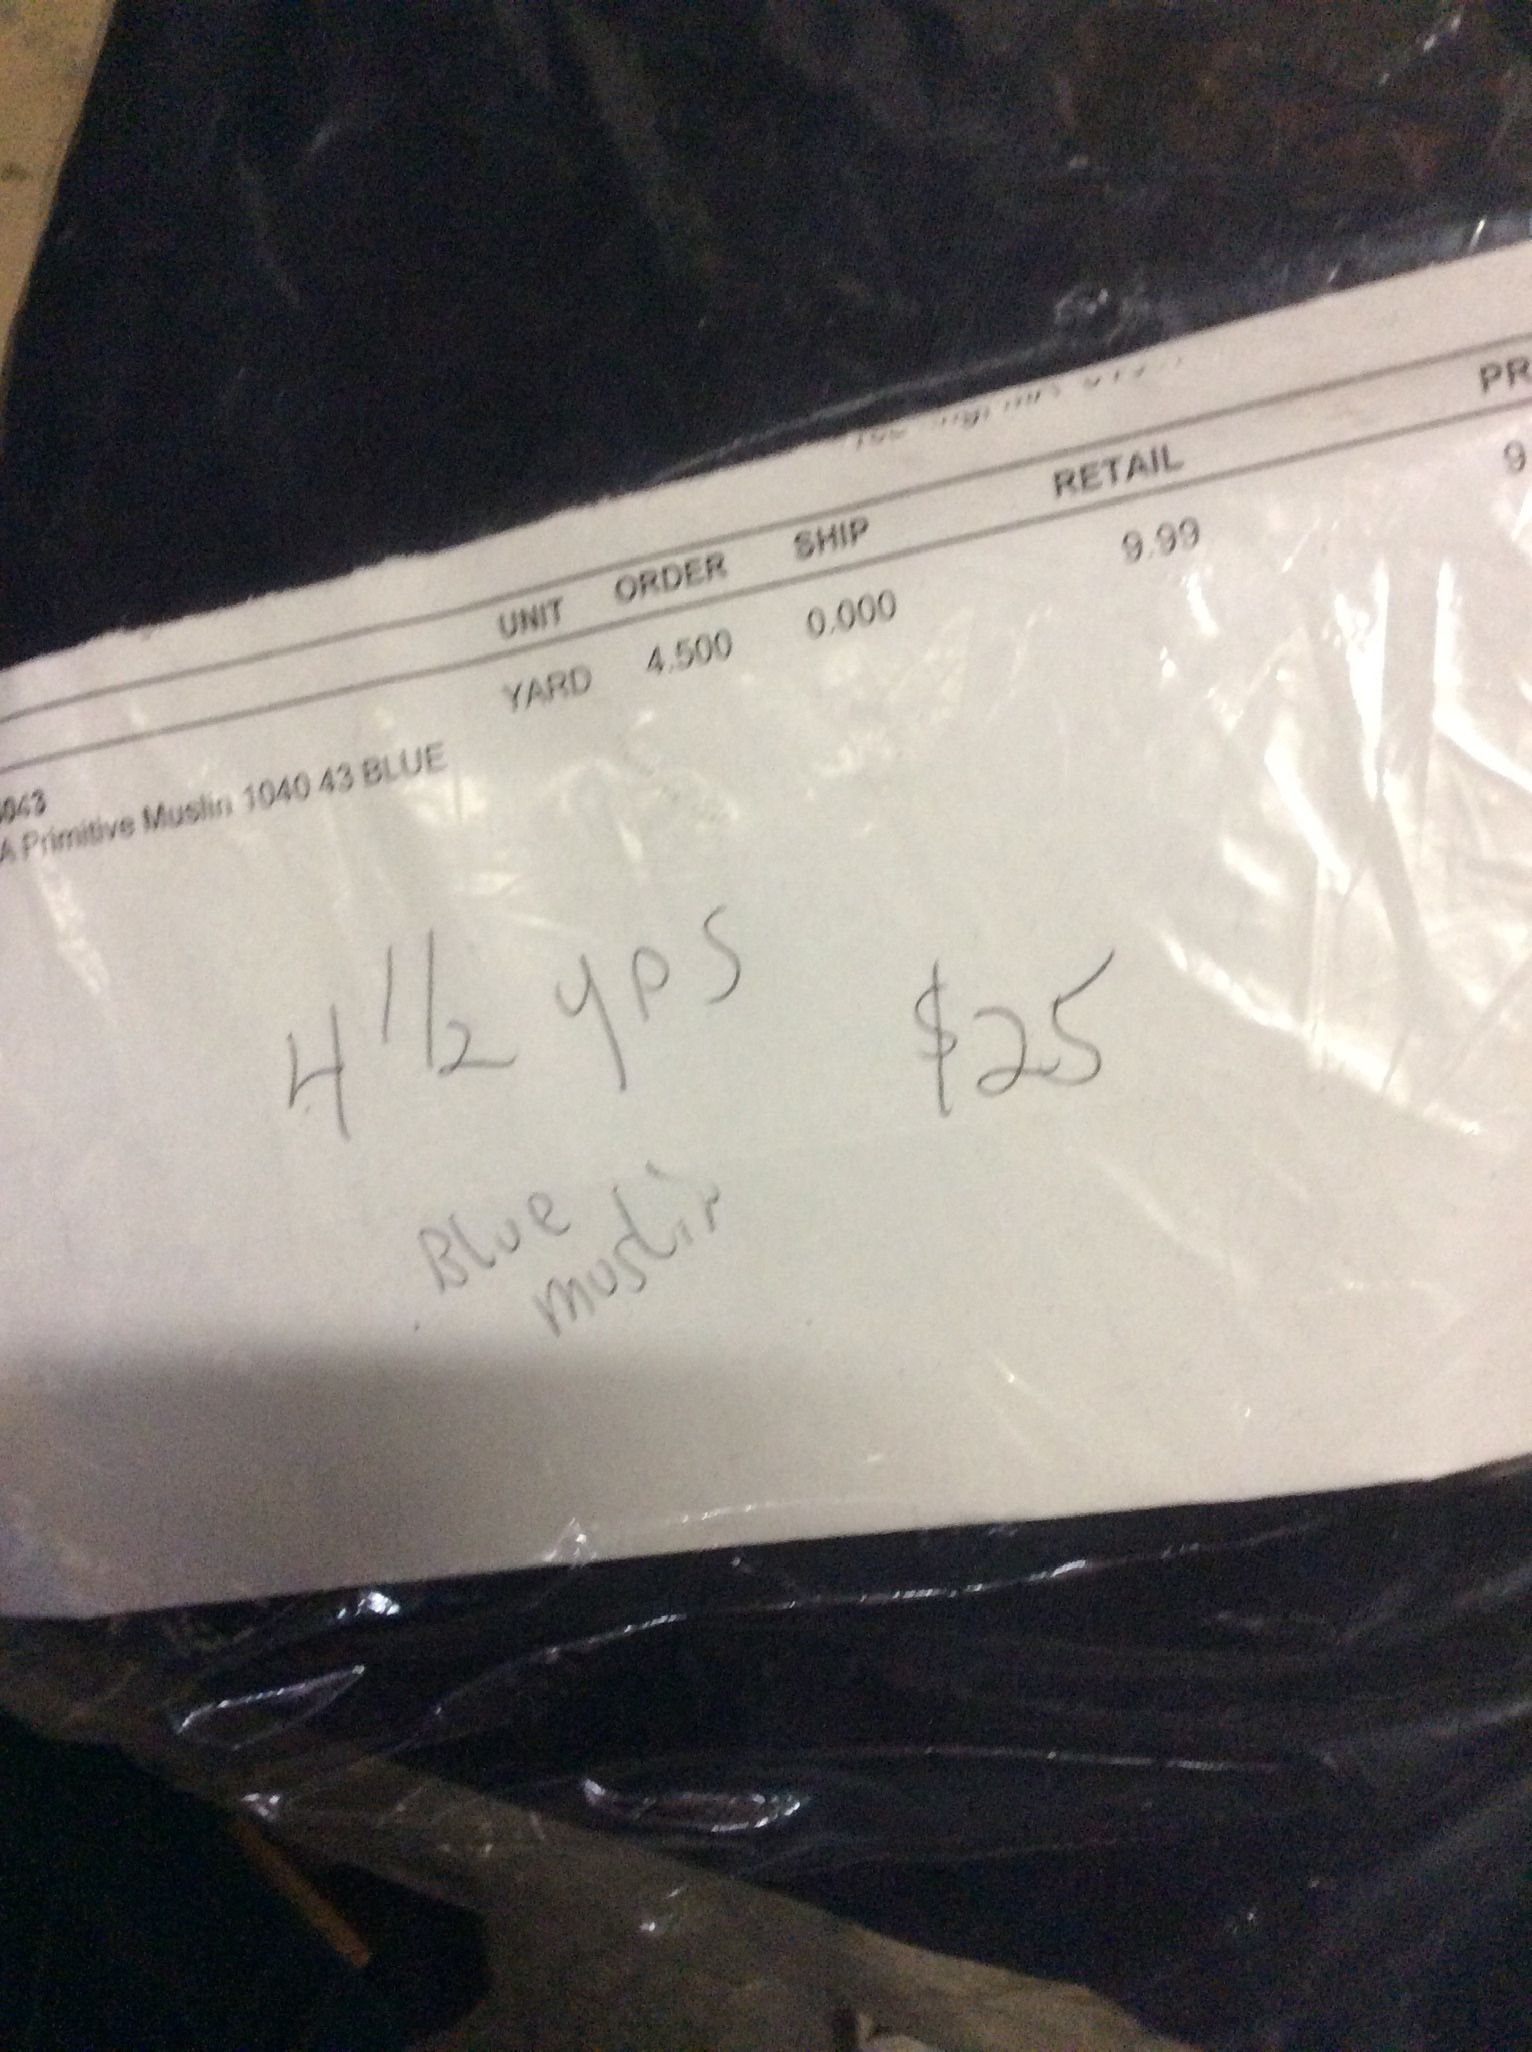 UNIT ORDER SHIP RETAIL PR
043 YARD 4.500 0.000 9.99 9
A Primitive Muslin 1040 43 BLUE
4 1/2 YDS $25
Blue
muslin